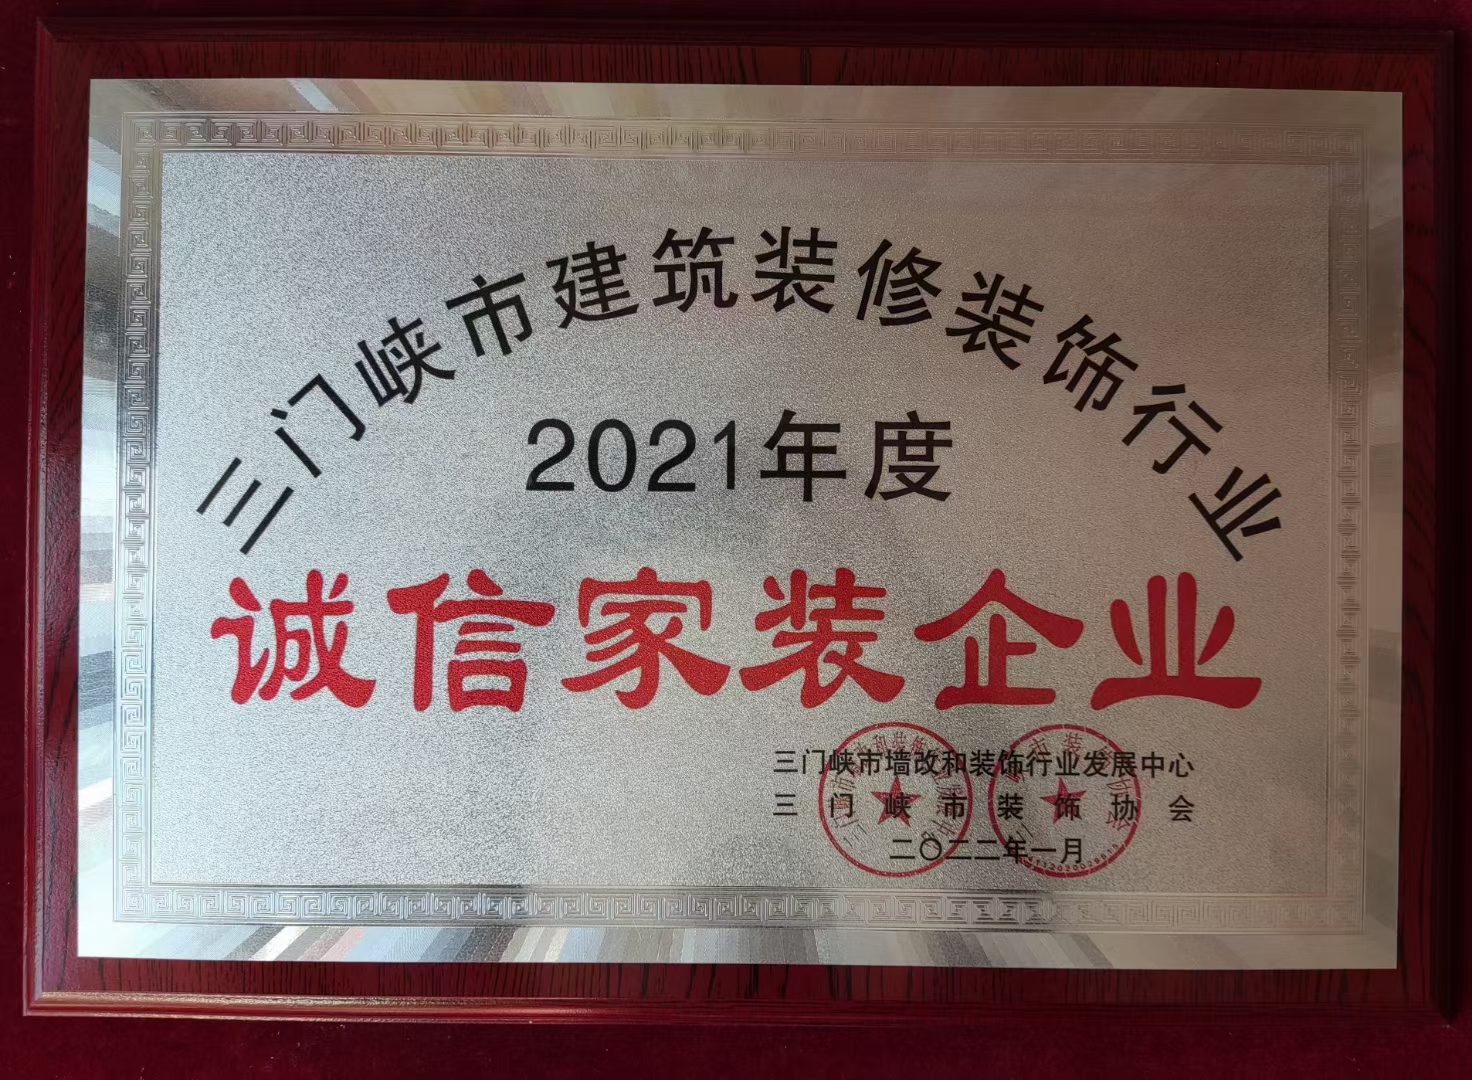 三门峡市建筑装修装饰行业
2021年度
诚信家装企业
三门峡市墙改和装饰行业发展中心
三门峡市装饰协会
二〇二二年一月